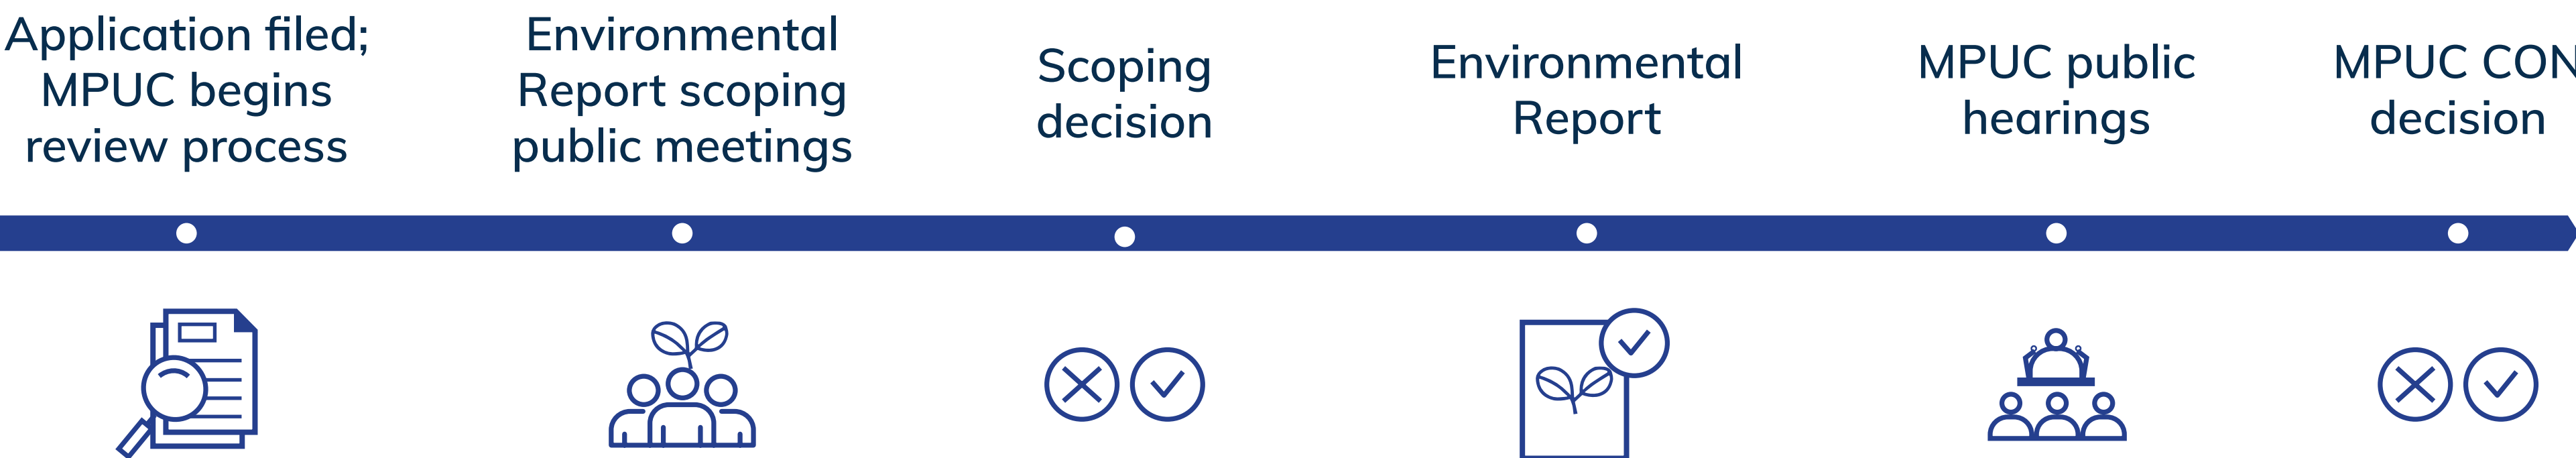 Application filed;
MPUC begins
review process
Environmental
Report scoping
public meetings
Scoping
decision
Environmental
Report
MPUC public
hearings
MPUC CON
decision